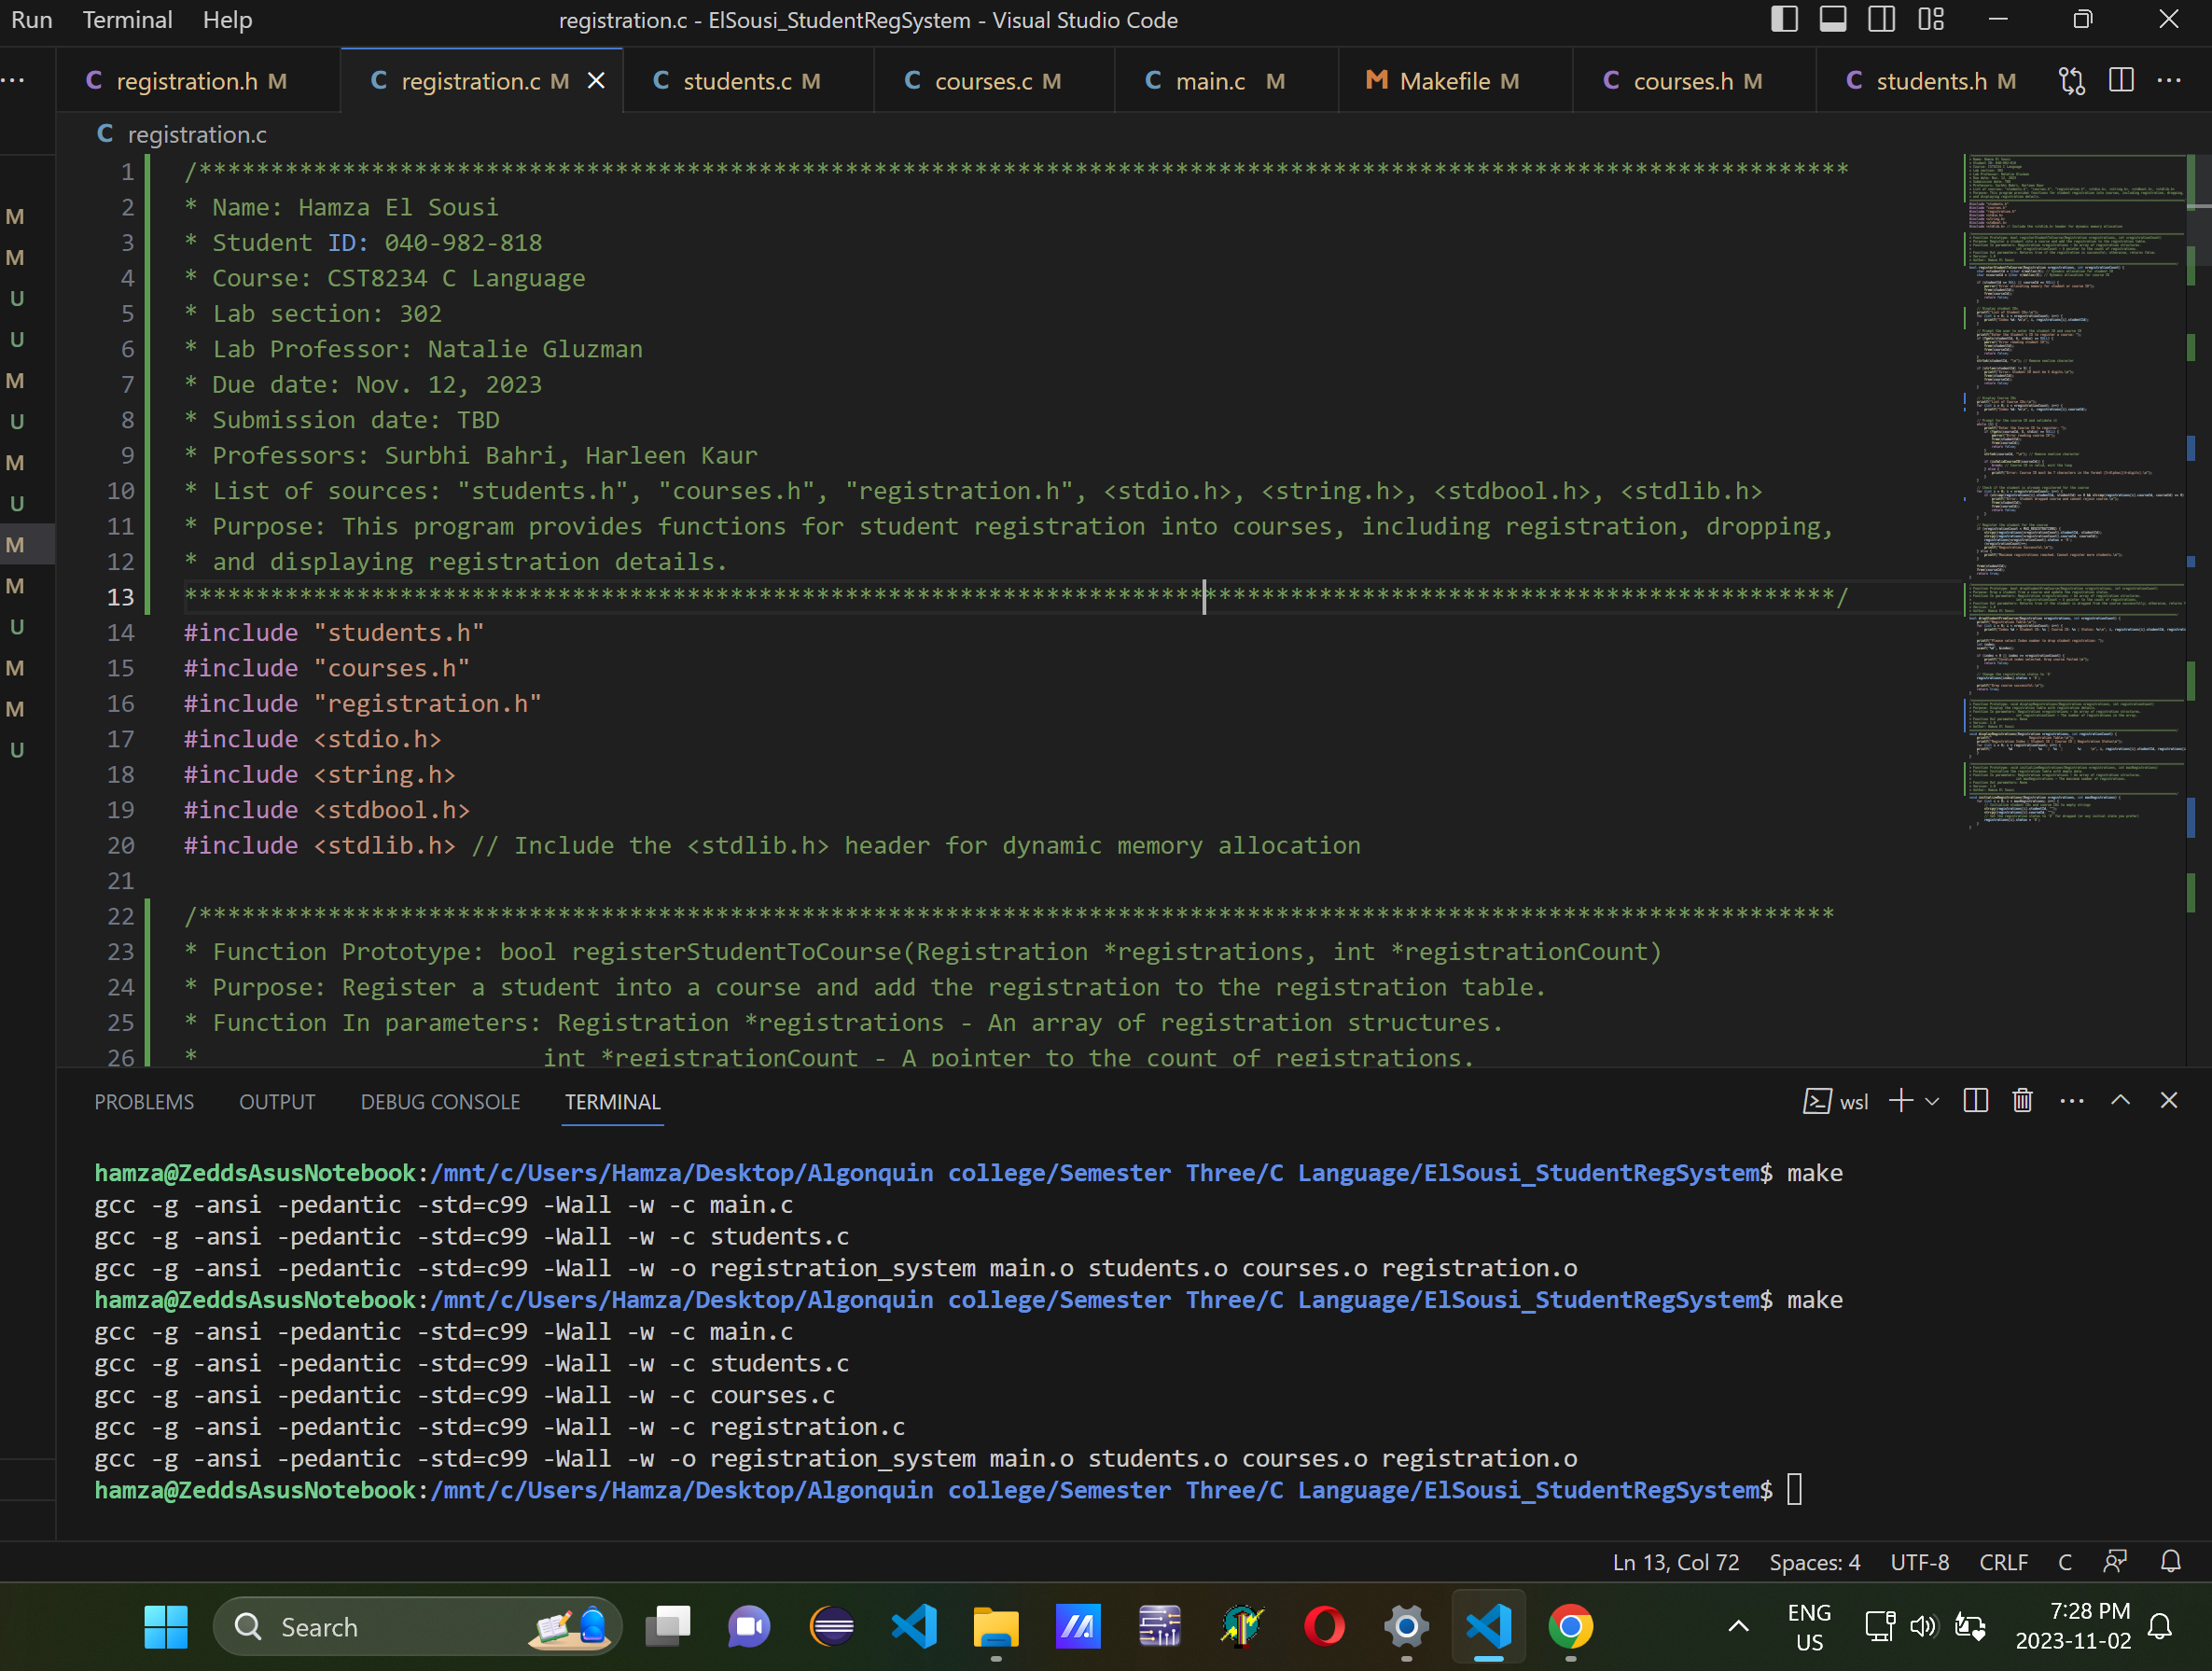 Run Terminal Help registration.c - ElSousi_StudentRegSystem - Visual Studio Code
registration.h M registration.c M students.c M courses.c M main.c M Makefile M courses.h M students.h M
C registration.c
1 /*******************************************************************************************************************
2 * Name: Hamza El Sousi
3 * Student ID: 040-982-818
4 * Course: CST8234 C Language
5 * Lab section: 302
6 * Lab Professor: Natalie Gluzman
7 * Due date: Nov. 12, 2023
8 * Submission date: TBD
9 * Professors: Surbhi Bahri, Harleen Kaur
10 * List of sources: "students.h", "courses.h", "registration.h", <stdio.h>, <string.h>, <stdbool.h>, <stdlib.h>
11 * Purpose: This program provides functions for student registration into courses, including registration, dropping,
12 * and displaying registration details.
13 *******************************************************************************************************************/
14 #include "students.h"
15 #include "courses.h"
16 #include "registration.h"
17 #include <stdio.h>
18 #include <string.h>
19 #include <stdbool.h>
20 #include <stdlib.h> // Include the <stdlib.h> header for dynamic memory allocation
21
22 /******************************************************************************************************************
23 * Function Prototype: bool registerStudentToCourse(Registration *registrations, int *registrationCount)
24 * Purpose: Register a student into a course and add the registration to the registration table.
25 * Function In parameters: Registration *registrations - An array of registration structures.
26 * int *registrationCount - A pointer to the count of registrations.
M
M
U
U
M
U
M
U
M
M
U
M
M
U
PROBLEMS OUTPUT DEBUG CONSOLE TERMINAL wsl
hamza@ZeddsAsusNotebook:/mnt/c/Users/Hamza/Desktop/Algonquin college/Semester Three/C Language/ElSousi_StudentRegSystem$ make
gcc -g -ansi -pedantic -std=c99 -Wall -w -c main.c
gcc -g -ansi -pedantic -std=c99 -Wall -w -c students.c
gcc -g -ansi -pedantic -std=c99 -Wall -w -o registration_system main.o students.o courses.o registration.o
hamza@ZeddsAsusNotebook:/mnt/c/Users/Hamza/Desktop/Algonquin college/Semester Three/C Language/ElSousi_StudentRegSystem$ make
gcc -g -ansi -pedantic -std=c99 -Wall -w -c main.c
gcc -g -ansi -pedantic -std=c99 -Wall -w -c students.c
gcc -g -ansi -pedantic -std=c99 -Wall -w -c courses.c
gcc -g -ansi -pedantic -std=c99 -Wall -w -c registration.c
gcc -g -ansi -pedantic -std=c99 -Wall -w -o registration_system main.o students.o courses.o registration.o
hamza@ZeddsAsusNotebook:/mnt/c/Users/Hamza/Desktop/Algonquin college/Semester Three/C Language/ElSousi_StudentRegSystem$
Ln 13, Col 72 Spaces: 4 UTF-8 CRLF C
Search
ENG
US
7:28 PM
2023-11-02